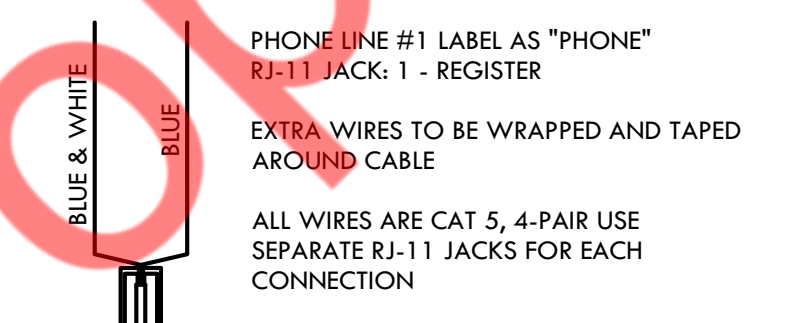 BLUE & WHITE
BLUE
PHONE LINE #1 LABEL AS "PHONE"
RJ-11 JACK: 1 - REGISTER
EXTRA WIRES TO BE WRAPPED AND TAPED
AROUND CABLE
ALL WIRES ARE CAT 5, 4-PAIR USE
SEPARATE RJ-11 JACKS FOR EACH
CONNECTION